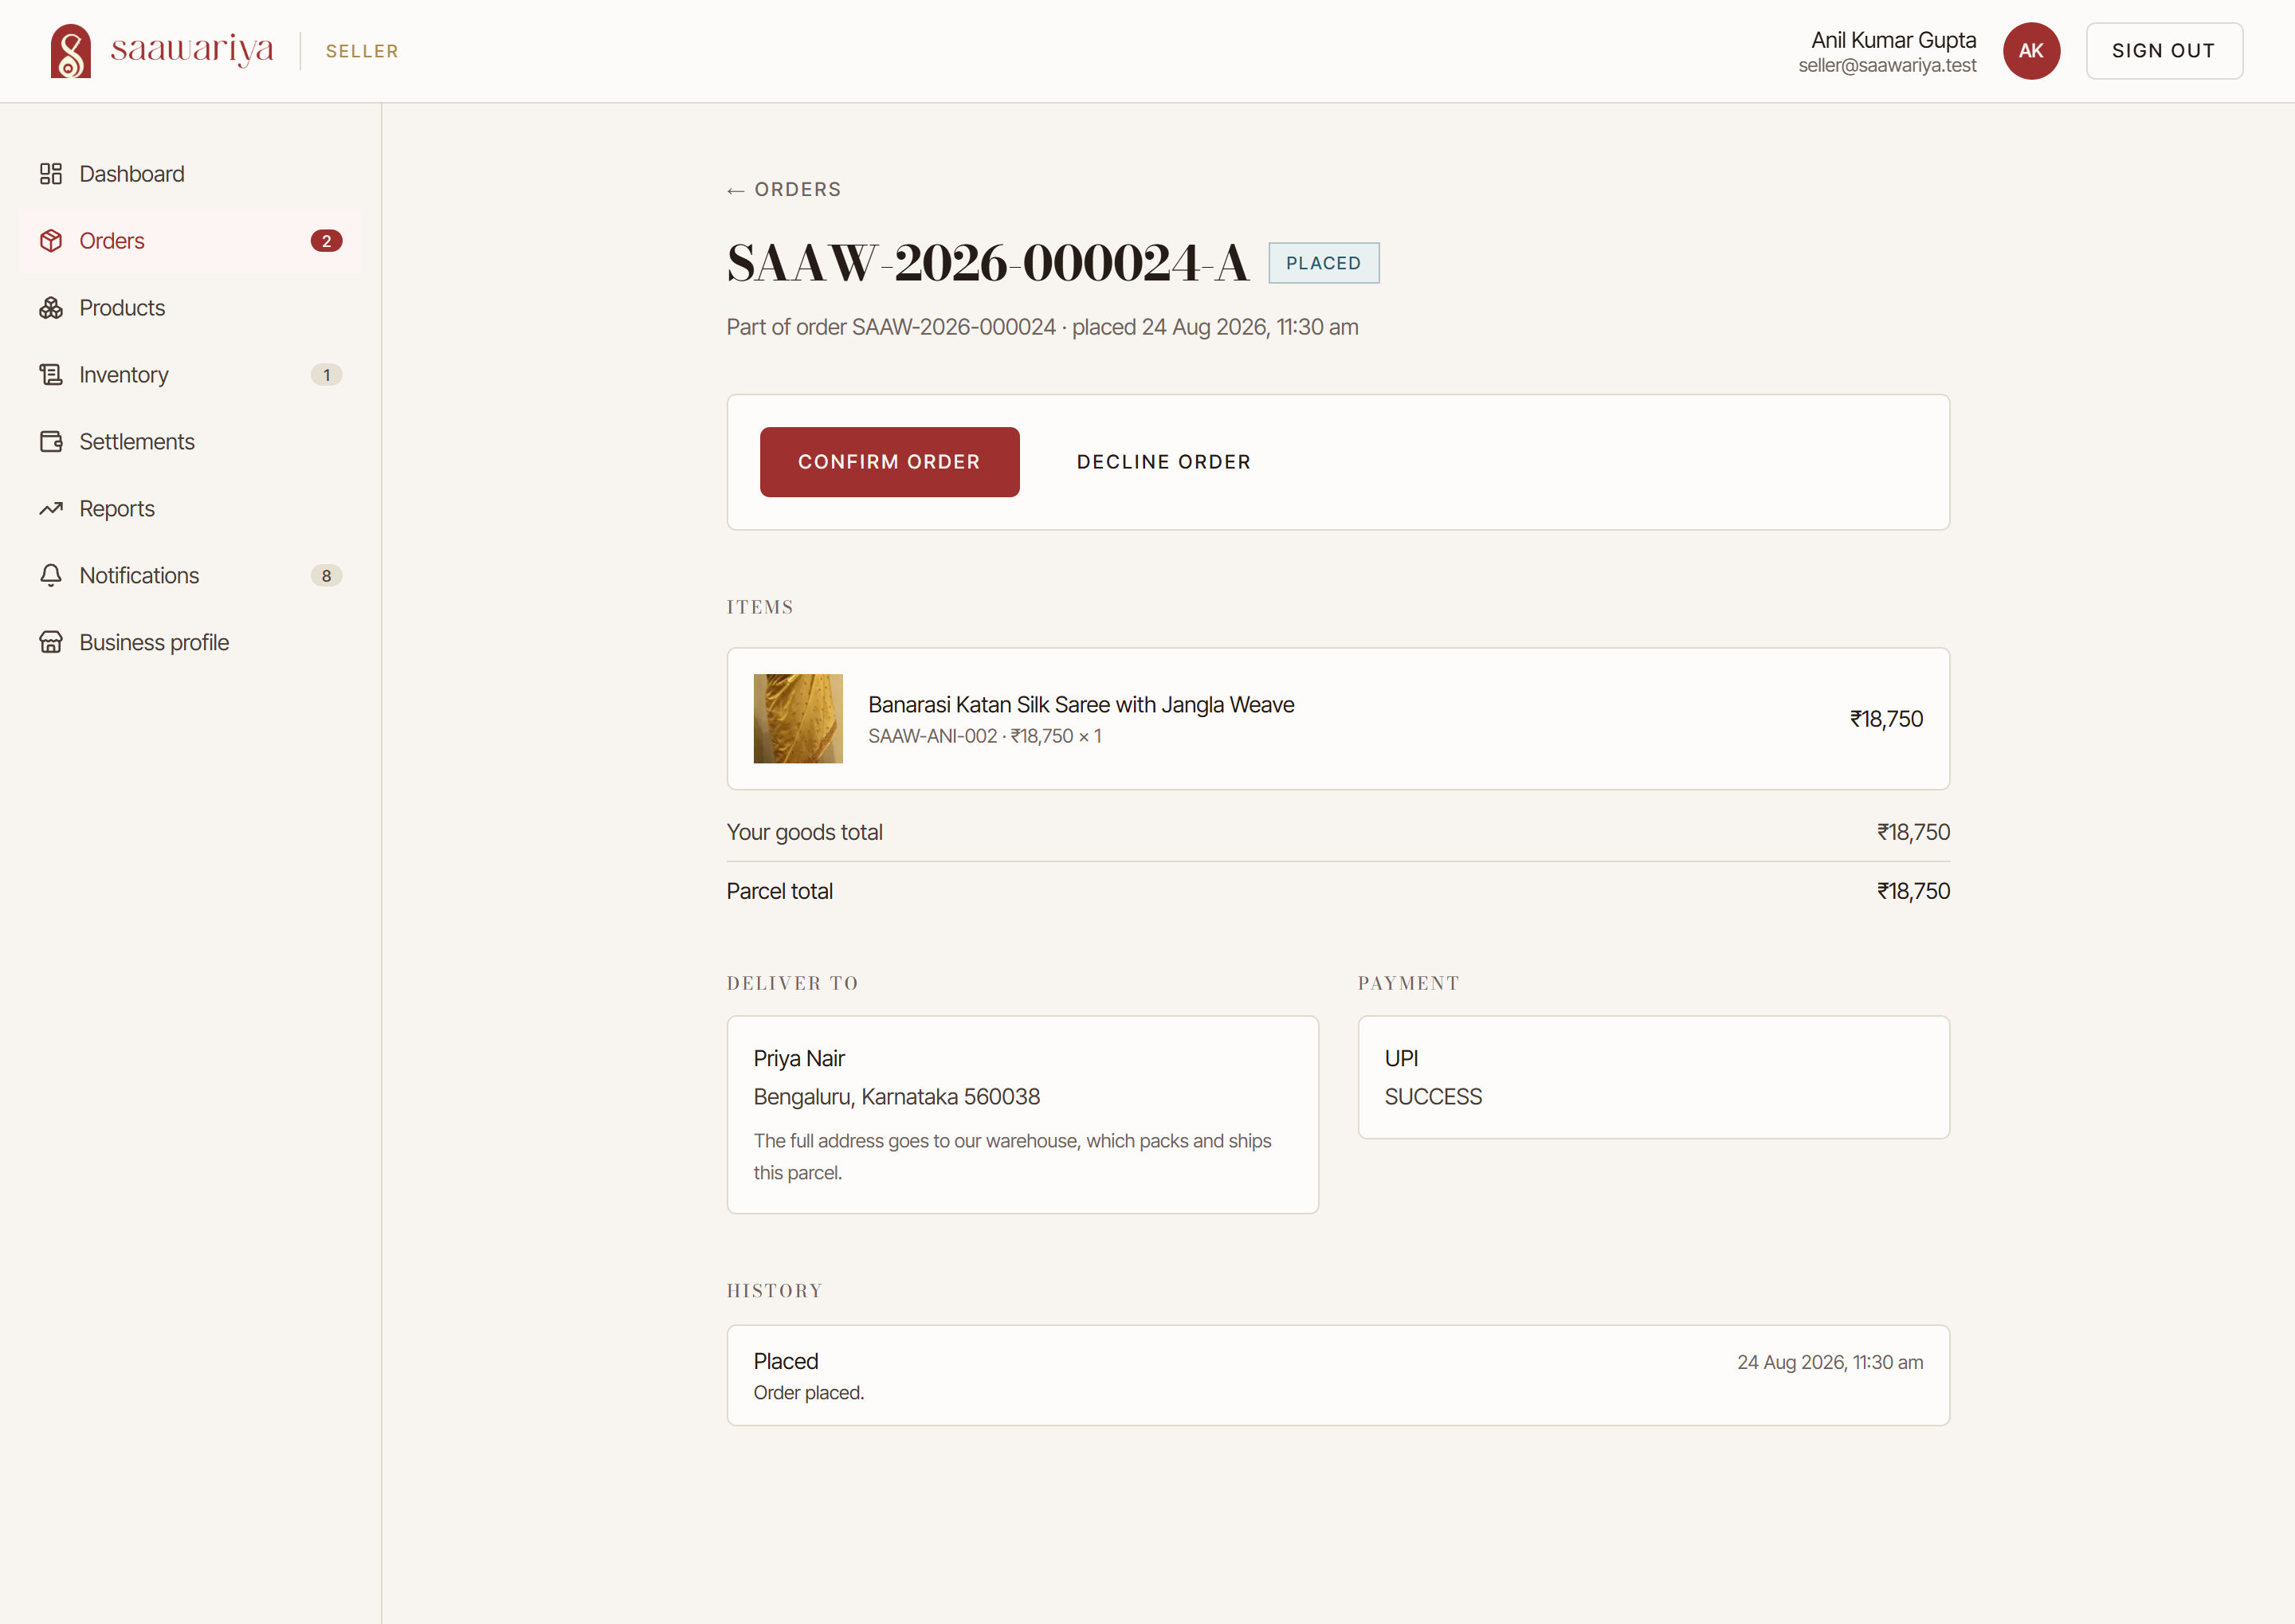 saawariya
SELLER
Anil Kumar Gupta
seller@saawariya.test
AK
SIGN OUT
Dashboard
Orders 2
Products
Inventory 1
Settlements
Reports
Notifications 8
Business profile
← ORDERS
SAAW-2026-000024-A PLACED
Part of order SAAW-2026-000024 · placed 24 Aug 2026, 11:30 am
CONFIRM ORDER DECLINE ORDER
ITEMS
Banarasi Katan Silk Saree with Jangla Weave
SAAW-ANI-002 · ₹18,750 × 1
₹18,750
Your goods total ₹18,750
Parcel total ₹18,750
DELIVER TO
Priya Nair
Bengaluru, Karnataka 560038
The full address goes to our warehouse, which packs and ships
this parcel.
PAYMENT
UPI
SUCCESS
HISTORY
Placed 24 Aug 2026, 11:30 am
Order placed.